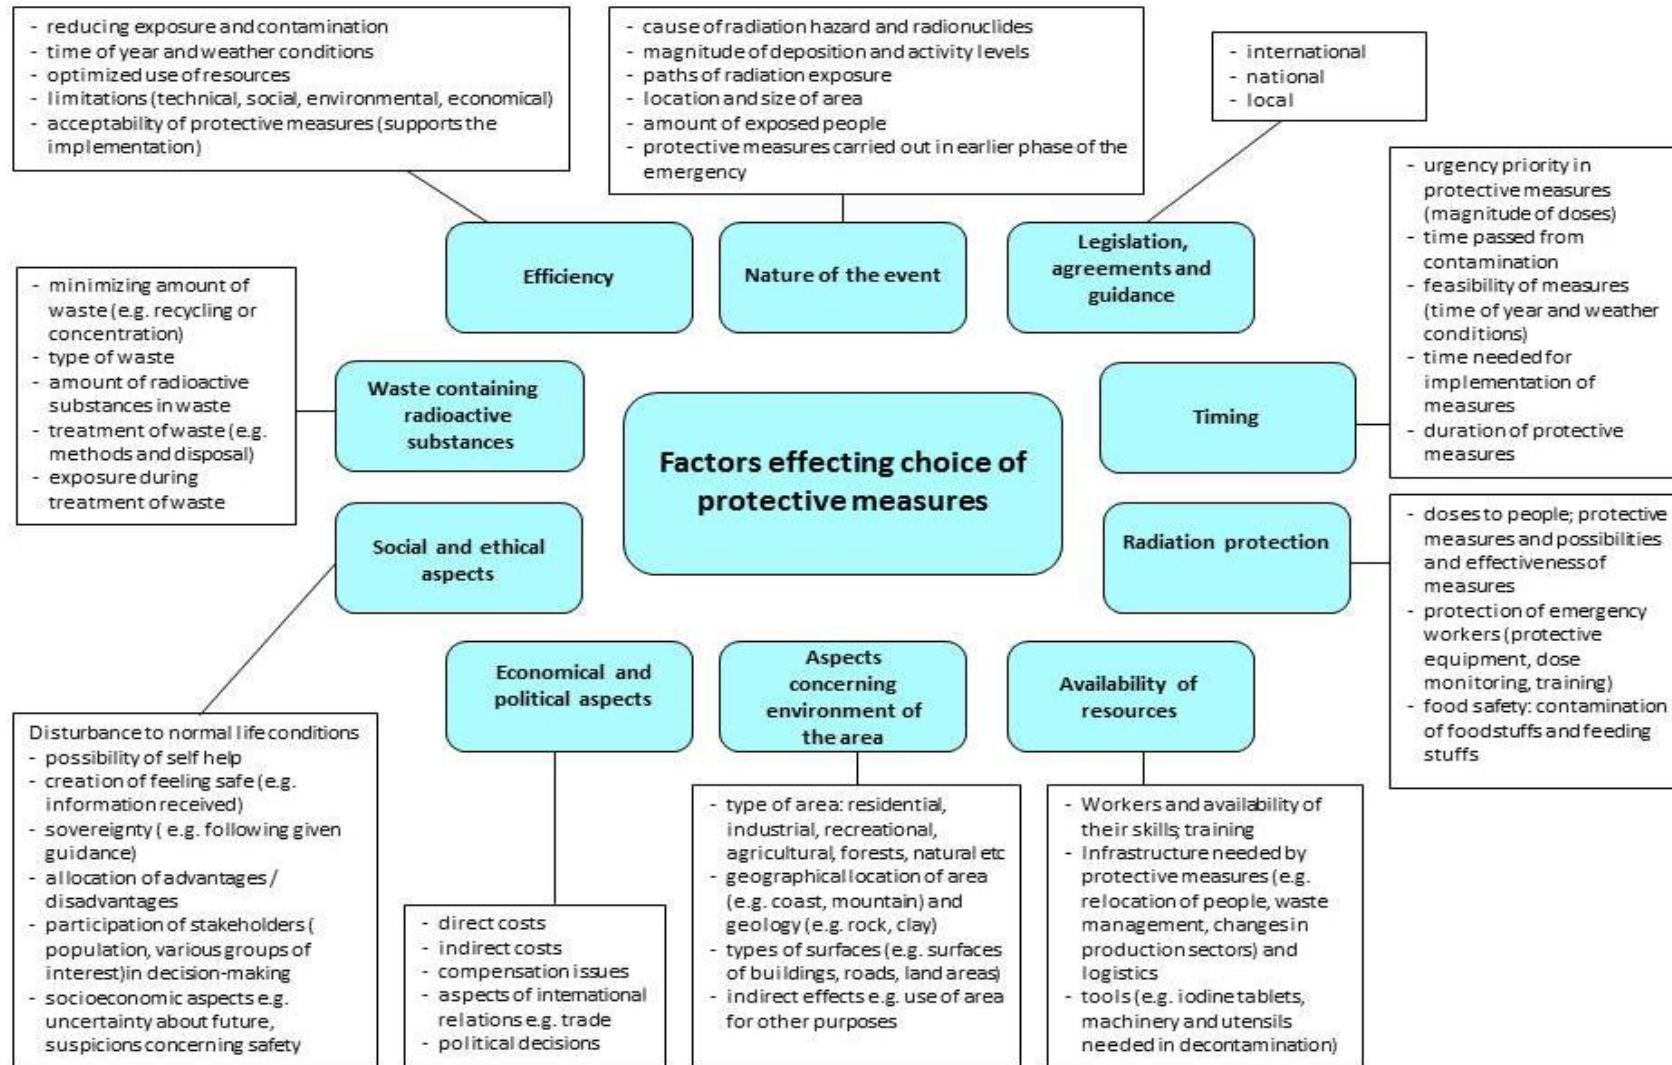 - reducing exposure and contamination
- time of year and weather conditions
- optimized use of resources
- limitations (technical, social, environmental, economical)
- acceptability of protective measures (supports the
implementation)
- cause of radiation hazard and radionuclides
- magnitude of deposition and activity levels
- paths of radiation exposure
- location and size of area
- amount of exposed people
- protective measures carried out in earlier phase of the
emergency
- international
- national
- local
- urgency priority in
protective measures
(magnitude of doses)
- time passed from
contamination
- feasibility of measures
(time of year and weather
conditions)
- time needed for
implementation of
measures
- duration of protective
measures
Efficiency
Nature of the event
Legislation,
agreements and
guidance
- minimizing amount of
waste (e.g. recycling or
concentration)
- type of waste
- amount of radioactive
substances in waste
- treatment of waste (e.g.
methods and disposal)
- exposure during
treatment of waste
Waste containing
radioactive
substances
Factors effecting choice of
protective measures
Timing
Social and ethical
aspects
Radiation protection
- doses to people; protective
measures and possibilities
and effectiveness of
measures
- protection of emergency
workers (protective
equipment, dose
monitoring, training)
- food safety: contamination
of foodstuffs and feeding
stuffs
Economical and
political aspects
Aspects
concerning
environment of
the area
Availability of
resources
Disturbance to normal life conditions
- possibility of self help
- creation of feeling safe (e.g.
information received)
- sovereignty ( e.g. following given
guidance)
- allocation of advantages /
disadvantages
- participation of stakeholders (
population, various groups of
interest)in decision-making
- socioeconomic aspects e.g.
uncertainty about future,
suspicions concerning safety
- direct costs
- indirect costs
- compensation issues
- aspects of international
relations e.g. trade
- political decisions
- type of area: residential,
industrial, recreational,
agricultural, forests, natural etc
- geographical location of area
(e.g. coast, mountain) and
geology (e.g. rock, clay)
- types of surfaces (e.g. surfaces
of buildings, roads, land areas)
- indirect effects e.g. use of area
for other purposes
- Workers and availability of
their skills; training
- Infrastructure needed by
protective measures (e.g.
relocation of people, waste
management, changes in
production sectors) and
logistics
- tools (e.g. iodine tablets,
machinery and utensils
needed in decontamination)